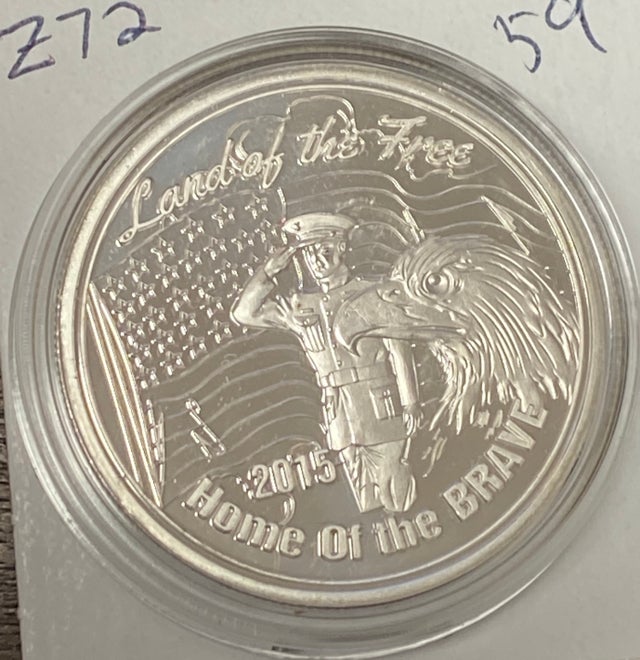 Z72
59
Land of the Free
2015
Home Of the BRAVE